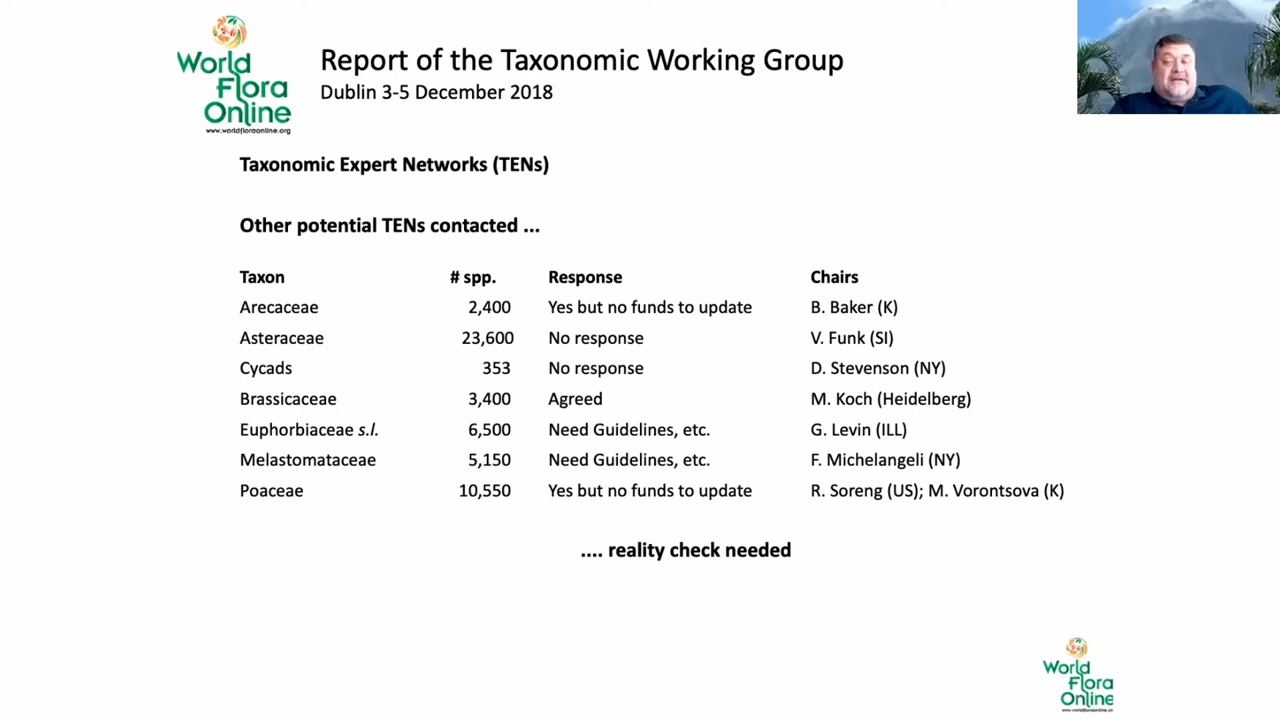 World
Flora
Online
www.worldfloraonline.org
Report of the Taxonomic Working Group
Dublin 3-5 December 2018
Taxonomic Expert Networks (TENs)
Other potential TENs contacted ...
Taxon # spp. Response Chairs
Arecaceae 2,400 Yes but no funds to update B. Baker (K)
Asteraceae 23,600 No response V. Funk (SI)
Cycads 353 No response D. Stevenson (NY)
Brassicaceae 3,400 Agreed M. Koch (Heidelberg)
Euphorbiaceae s.l. 6,500 Need Guidelines, etc. G. Levin (ILL)
Melastomataceae 5,150 Need Guidelines, etc. F. Michelangeli (NY)
Poaceae 10,550 Yes but no funds to update R. Soreng (US); M. Vorontsova (K)
.... reality check needed
World
Flora
Online
www.worldfloraonline.or